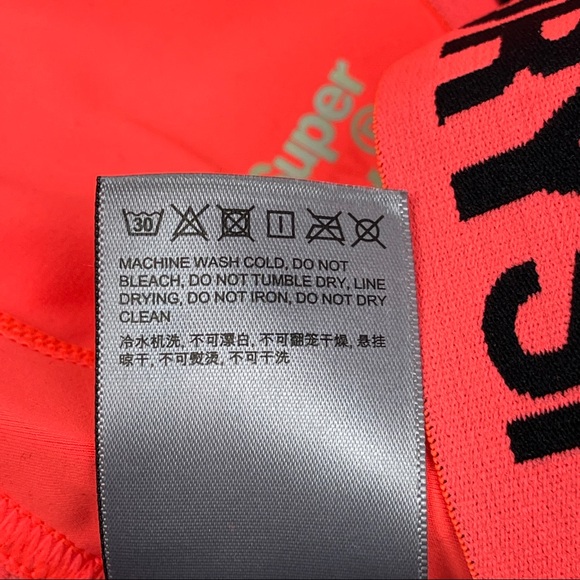 Super
®
30
MACHINE WASH COLD, DO NOT
BLEACH, DO NOT TUMBLE DRY, LINE
DRYING, DO NOT IRON, DO NOT DRY
CLEAN
冷水机洗, 不可漂白, 不可翻笼干燥, 悬挂
晾干, 不可熨烫, 不可干洗